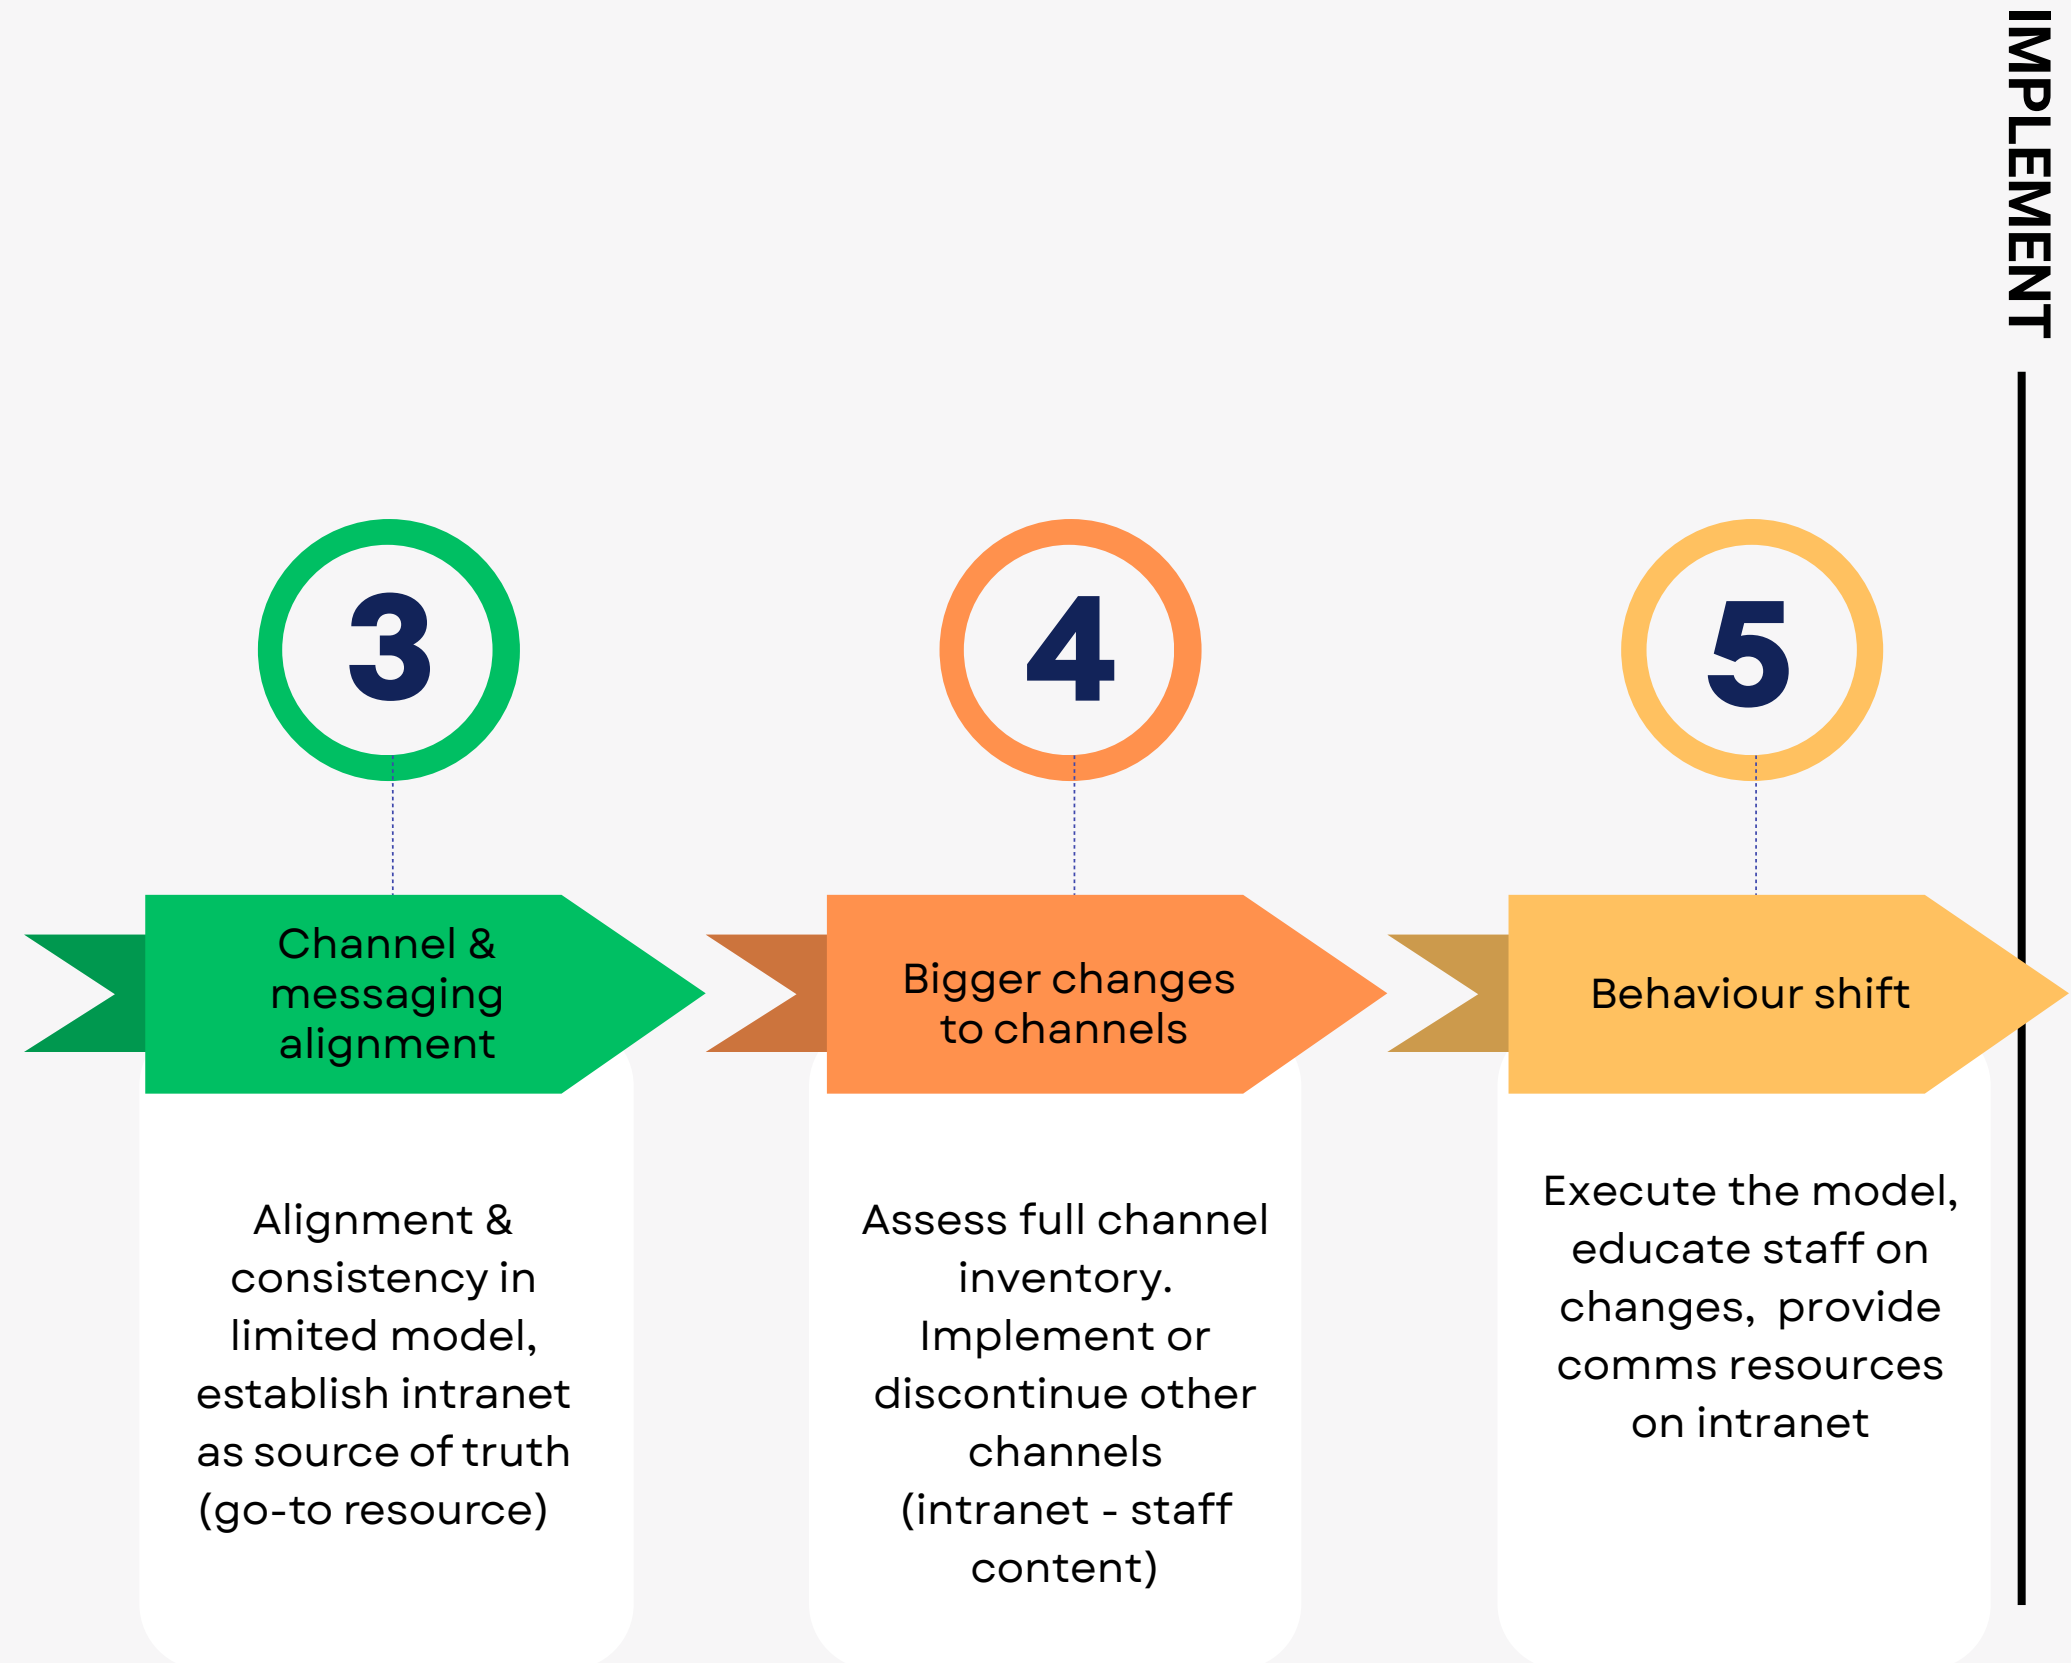 IMPLEMENT
3
Channel &
messaging
alignment
Alignment &
consistency in
limited model,
establish intranet
as source of truth
(go-to resource)
4
Bigger changes
to channels
Assess full channel
inventory.
Implement or
discontinue other
channels
(intranet - staff
content)
5
Behaviour shift
Execute the model,
educate staff on
changes,  provide
comms resources
on intranet